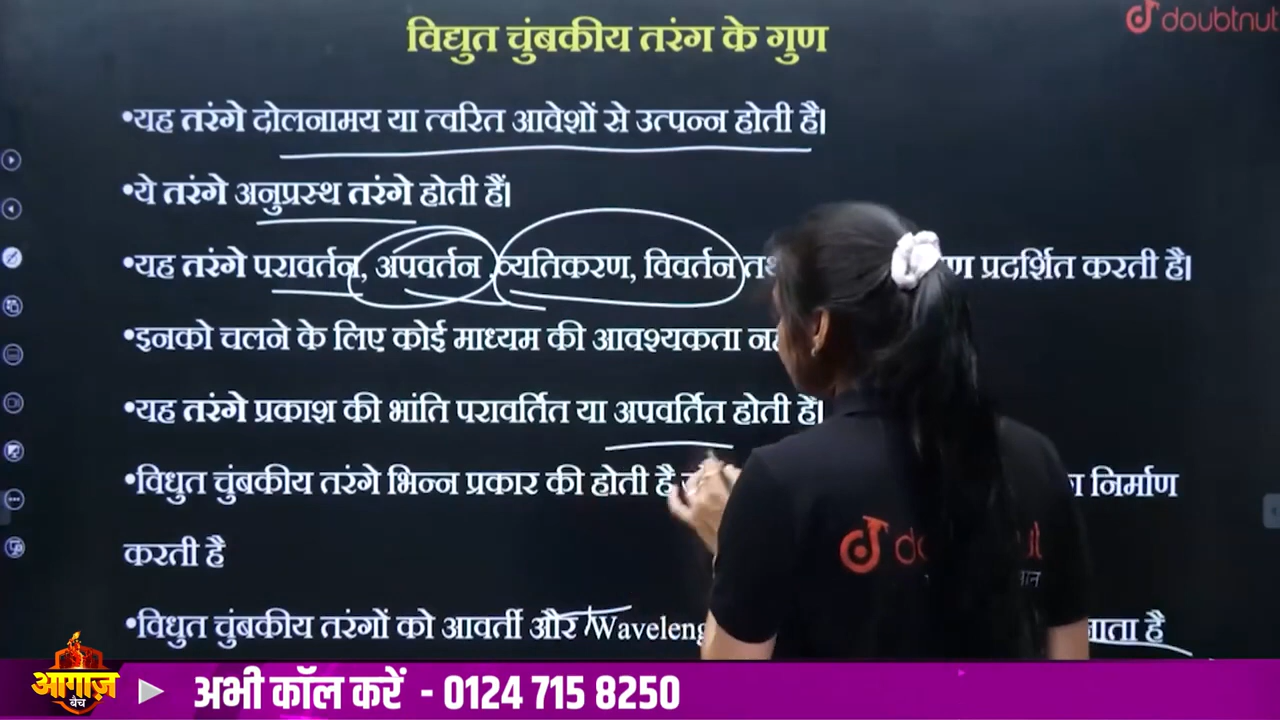 विद्युत चुंबकीय तरंग के गुण
doubtnut
•यह तरंगे दोलनामय या त्वरित आवेशों से उत्पन्न होती है।
•ये तरंगे अनुप्रस्थ तरंगे होती हैं।
•यह तरंगे परावर्तन, अपवर्तन ,व्यतिकरण, विवर्तन प्रदर्शित करती है।
•इनको चलने के लिए कोई माध्यम की आवश्यकता
•यह तरंगे प्रकाश की भांति परावर्तित या अपवर्तित होती हैं।
•विधुत चुंबकीय तरंगे भिन्न प्रकार की होती है निर्माण
करती है
•विधुत चुंबकीय तरंगों को आवर्ती और जाता है
आगाज़
बैच
अभी कॉल करें - 0124 715 8250